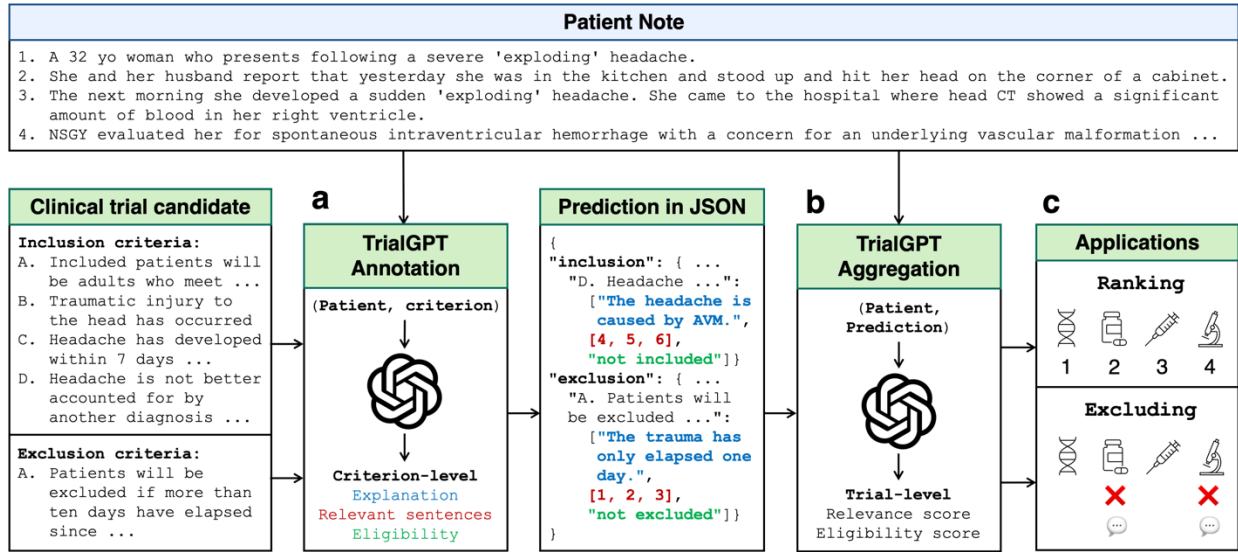 Patient Note
1. A 32 yo woman who presents following a severe 'exploding' headache.
2. She and her husband report that yesterday she was in the kitchen and stood up and hit her head on the corner of a cabinet.
3. The next morning she developed a sudden 'exploding' headache. She came to the hospital where head CT showed a significant
amount of blood in her right ventricle.
4. NSGY evaluated her for spontaneous intraventricular hemorrhage with a concern for an underlying vascular malformation ...
Clinical trial candidate
Inclusion criteria:
A. Included patients will
be adults who meet ...
B. Traumatic injury to
the head has occurred
C. Headache has developed
within 7 days ...
D. Headache is not better
accounted for by
another diagnosis ...
Exclusion criteria:
A. Patients will be
excluded if more than
ten days have elapsed
since ...
a
TrialGPT
Annotation
(Patient, criterion)
Criterion-level
Explanation
Relevant sentences
Eligibility
Prediction in JSON
{
"inclusion": { ...
"D. Headache ...":
["The headache is
caused by AVM.",
[4, 5, 6],
"not included"]}
"exclusion": { ...
"A. Patients will
be excluded ...":
["The trauma has
only elapsed one
day.",
[1, 2, 3],
"not excluded"]}
}
b
TrialGPT
Aggregation
(Patient,
Prediction)
Trial-level
Relevance score
Eligibility score
c
Applications
Ranking
1 2 3 4
Excluding